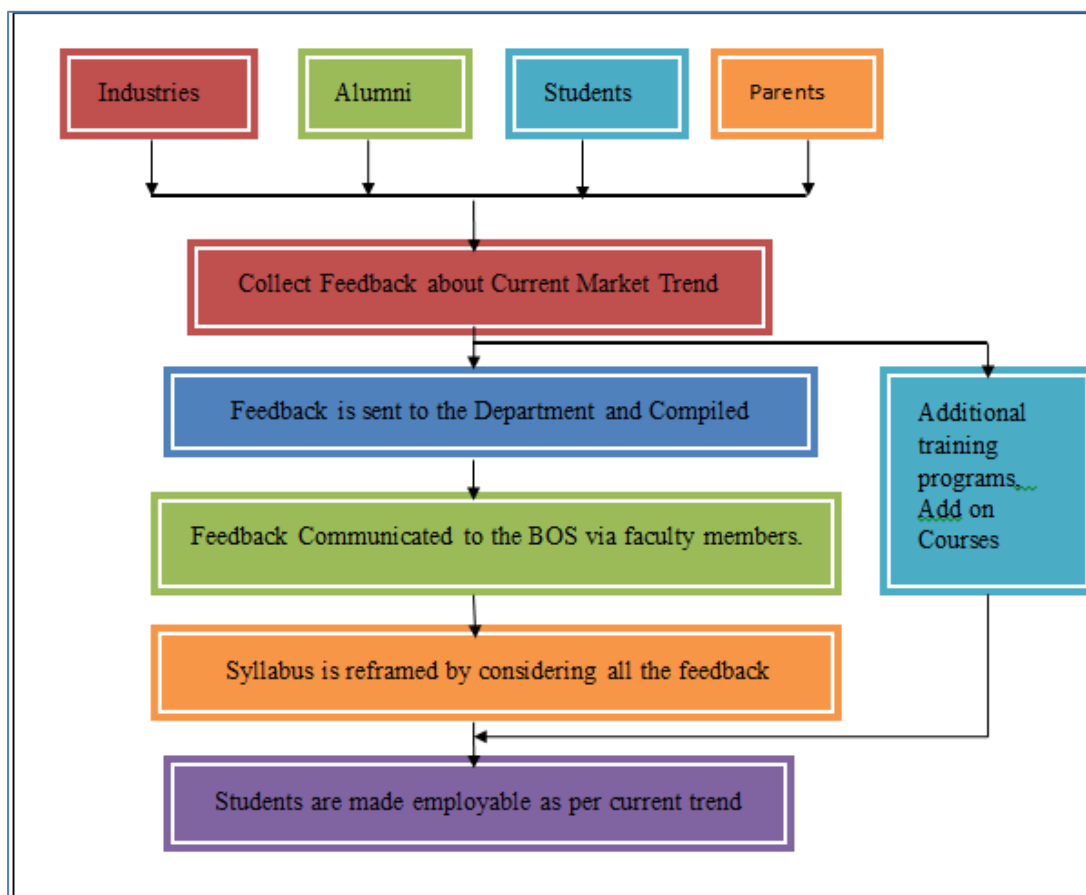 Industries
Alumni
Students
Parents
Collect Feedback about Current Market Trend
Feedback is sent to the Department and Compiled
Additional
training
programs,
Add on
Courses
Feedback Communicated to the BOS via faculty members.
Syllabus is reframed by considering all the feedback
Students are made employable as per current trend